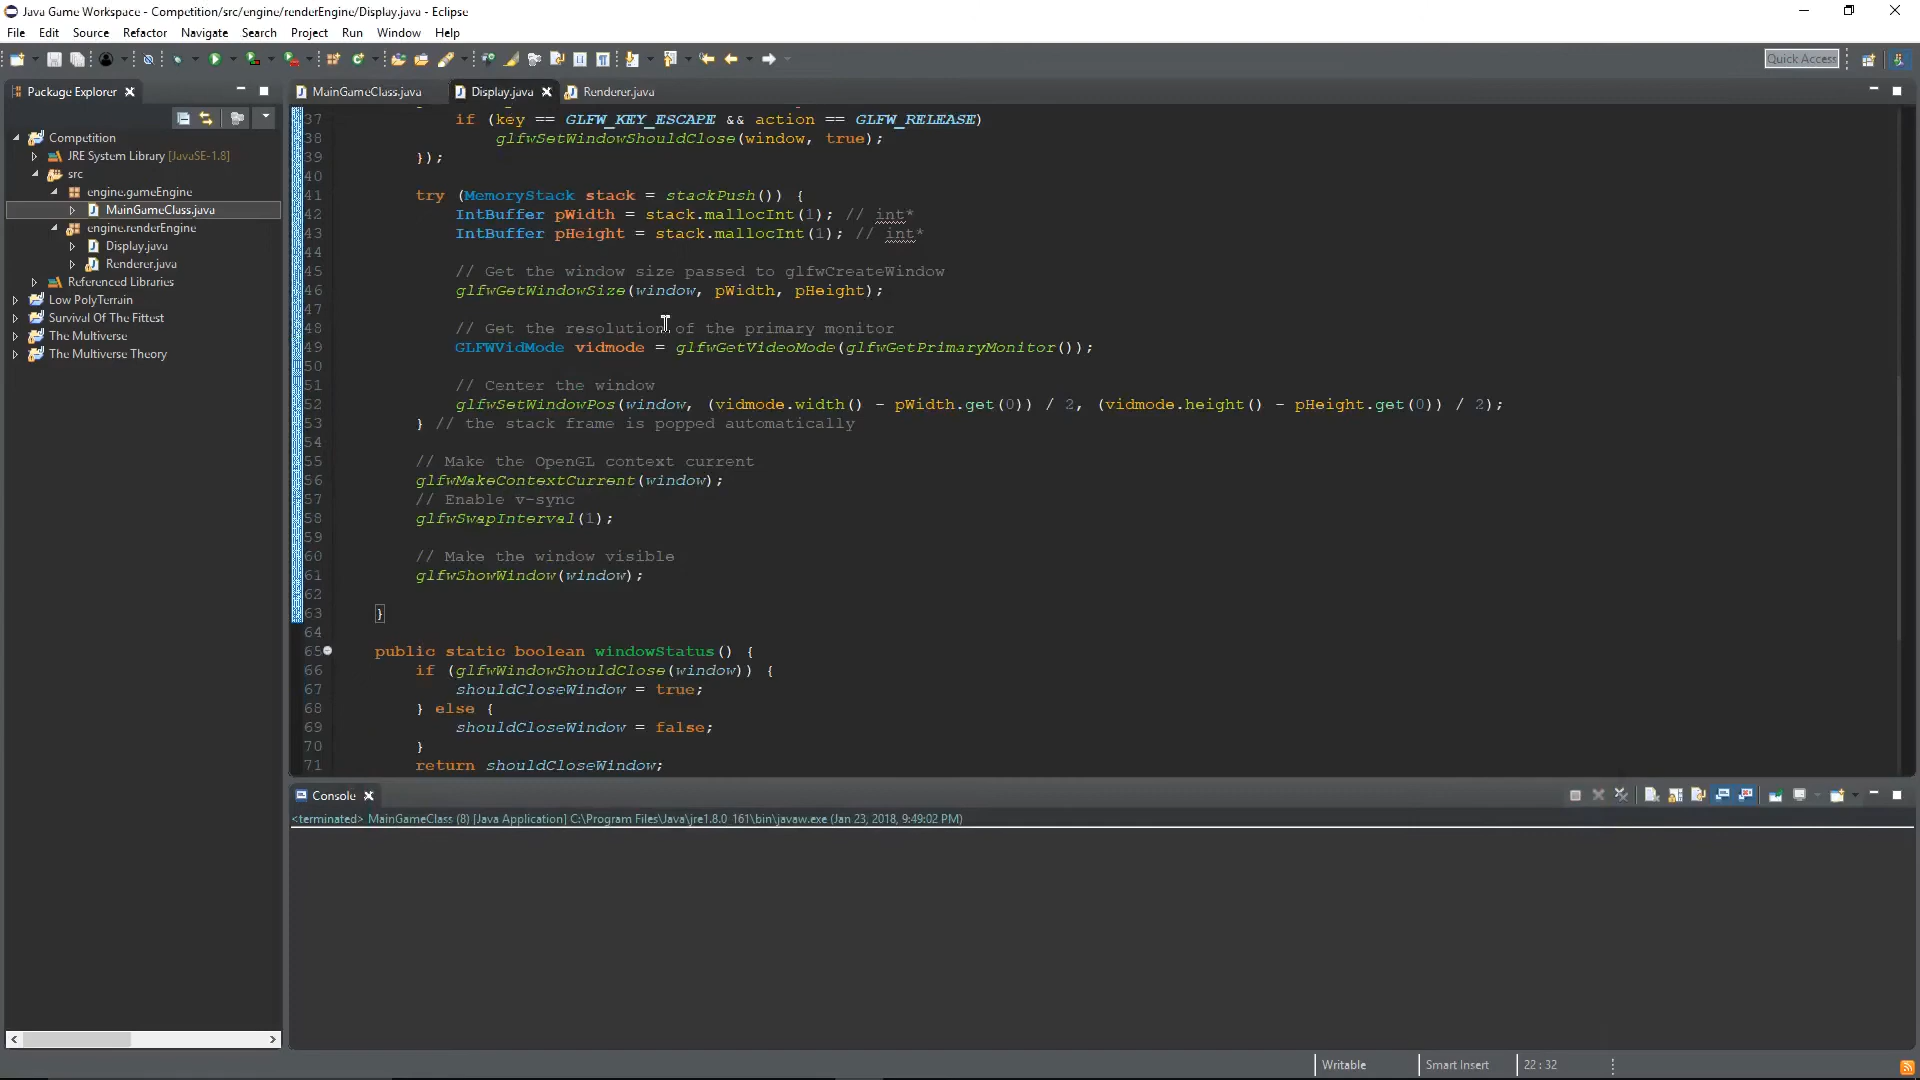 Java Game Workspace - Competition/src/engine/renderEngine/Display.java - Eclipse
File Edit Source Refactor Navigate Search Project Run Window Help
Quick Access
Package Explorer
MainGameClass.java Display.java Renderer.java
Competition
JRE System Library [JavaSE-1.8]
src
engine.gameEngine
MainGameClass.java
engine.renderEngine
Display.java
Renderer.java
Referenced Libraries
Low PolyTerrain
Survival Of The Fittest
The Multiverse
The Multiverse Theory
37 if (key == GLFW_KEY_ESCAPE && action == GLFW_RELEASE)
38 glfwSetWindowShouldClose(window, true);
39 });
40
41 try (MemoryStack stack = stackPush()) {
42 IntBuffer pWidth = stack.mallocInt(1); // int*
43 IntBuffer pHeight = stack.mallocInt(1); // int*
44
45 // Get the window size passed to glfwCreateWindow
46 glfwGetWindowSize(window, pWidth, pHeight);
47
48 // Get the resolution of the primary monitor
49 GLFWVidMode vidmode = glfwGetVideoMode(glfwGetPrimaryMonitor());
50
51 // Center the window
52 glfwSetWindowPos(window, (vidmode.width() - pWidth.get(0)) / 2, (vidmode.height() - pHeight.get(0)) / 2);
53 } // the stack frame is popped automatically
54
55 // Make the OpenGL context current
56 glfwMakeContextCurrent(window);
57 // Enable v-sync
58 glfwSwapInterval(1);
59
60 // Make the window visible
61 glfwShowWindow(window);
62
63 }
64
65 public static boolean windowStatus() {
66 if (glfwWindowShouldClose(window)) {
67 shouldCloseWindow = true;
68 } else {
69 shouldCloseWindow = false;
70 }
71 return shouldCloseWindow;
Console
<terminated> MainGameClass (8) [Java Application] C:\Program Files\Java\jre1.8.0_161\bin\javaw.exe (Jan 23, 2018, 9:49:02 PM)
Writable Smart Insert 22 : 32